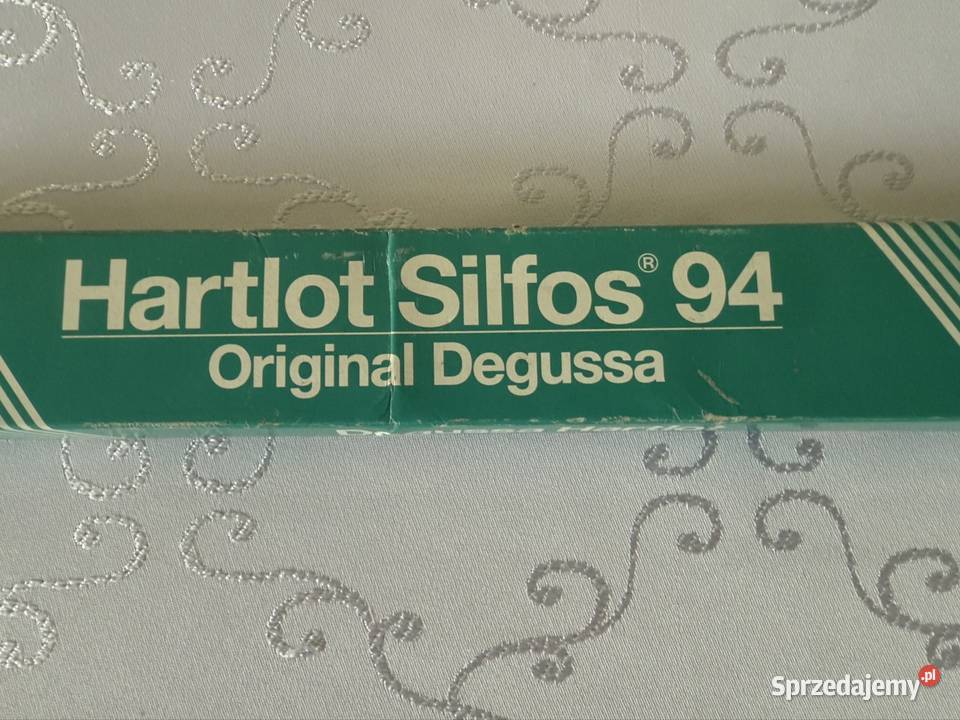 Hartlot Silfos® 94
Original Degussa
Sprzedajemy.pl